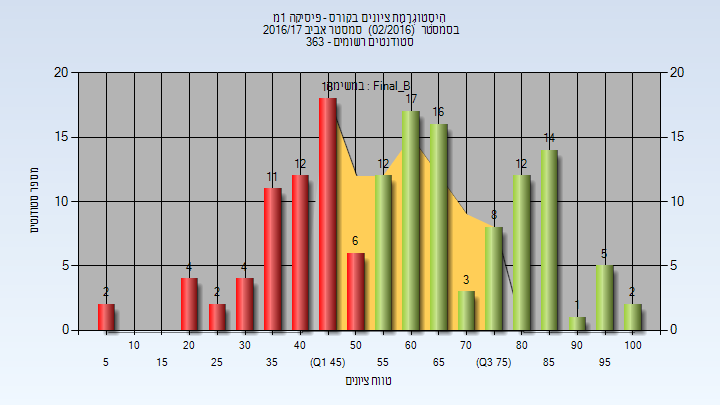 היסטוגרמת ציונים בקורס - פיסיקה 1מ
בסמסטר (02/2016) סמסטר אביב 2016/17
סטודנטים רשומים - 363
במשימה : Final_B
מספר סטודנטים
20 15 10 5 0
20 15 10 5 0
2 4 2 4 11 12 18 6 12 17 16 3 8 12 14 1 5 2
10 20 30 40 50 60 70 80 90 100
5 15 25 35 (Q1 45) 55 65 (Q3 75) 85 95
טווח ציונים